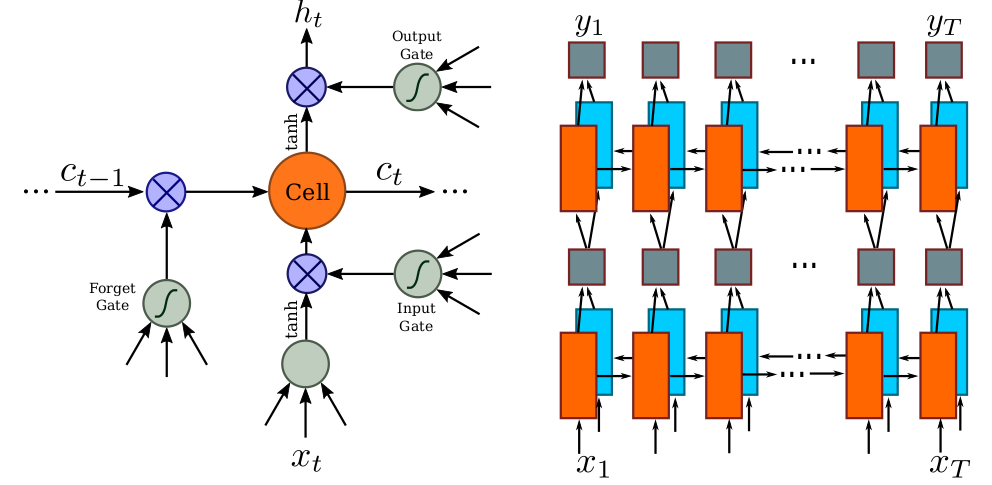 h_t
Output
Gate
tanh
... c_{t-1}
Cell
c_t ...
Forget
Gate
tanh
Input
Gate
x_t
y_1
y_T
...
...
...
...
...
...
x_1
x_T